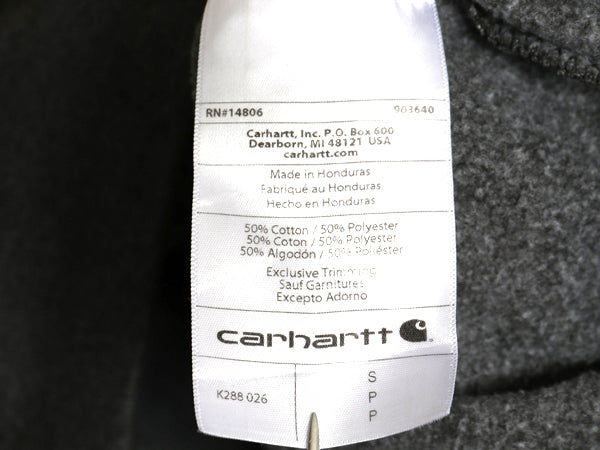 RN#14806 903640
Carhartt, Inc. P.O. Box 600
Dearborn, MI 48121 USA
carhartt.com
Made in Honduras
Fabriqué au Honduras
Hecho en Honduras
50% Cotton / 50% Polyester
50% Coton / 50% Polyester
50% Algodón / 50% Poliéster
Exclusive Trimming
Sauf Garnitures
Excepto Adorno
carhartt
K288 026
S
P
P